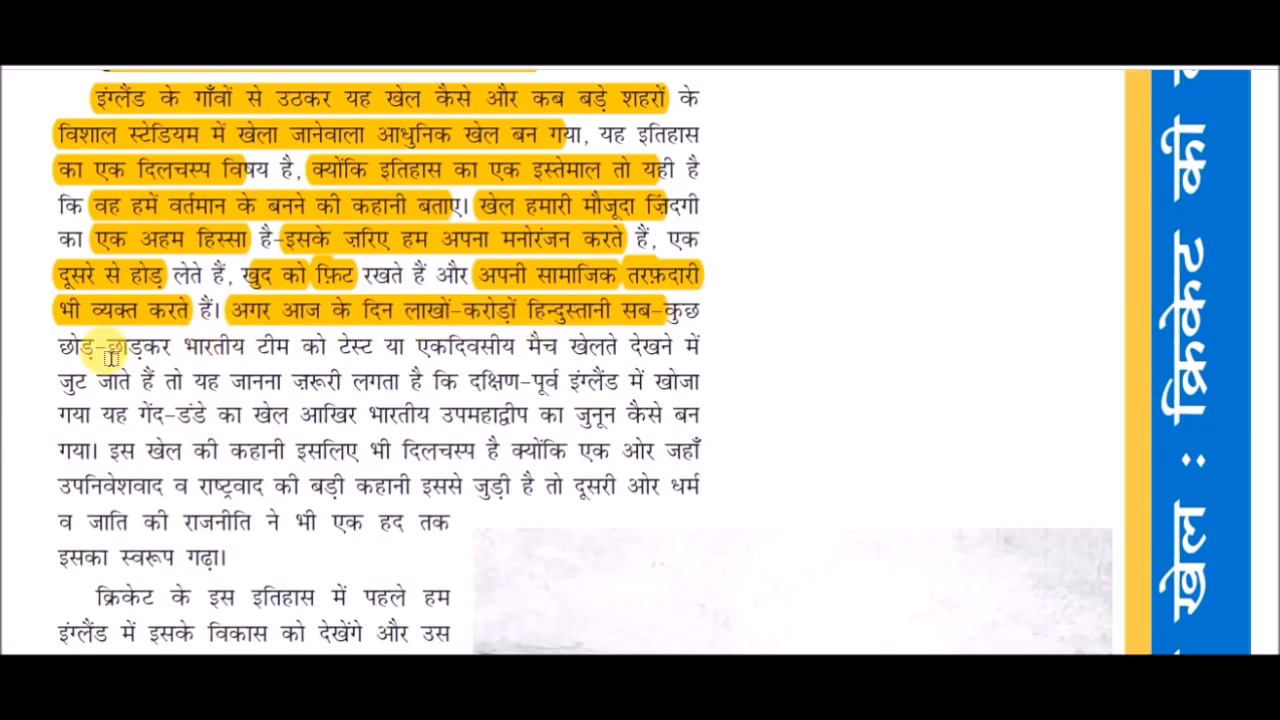 इंग्लैंड के गाँवों से उठकर यह खेल कैसे और कब बड़े शहरों के
विशाल स्टेडियम में खेला जानेवाला आधुनिक खेल बन गया, यह इतिहास
का एक दिलचस्प विषय है, क्योंकि इतिहास का एक इस्तेमाल तो यही है
कि वह हमें वर्तमान के बनने की कहानी बताए। खेल हमारी मौजूदा ज़िंदगी
का एक अहम हिस्सा है-इसके ज़रिए हम अपना मनोरंजन करते हैं, एक
दूसरे से होड़ लेते हैं, खुद को फ़िट रखते हैं और अपनी सामाजिक तरफ़दारी
भी व्यक्त करते हैं। अगर आज के दिन लाखों-करोड़ों हिन्दुस्तानी सब-कुछ
छोड़-छाड़कर भारतीय टीम को टेस्ट या एकदिवसीय मैच खेलते देखने में
जुट जाते हैं तो यह जानना ज़रूरी लगता है कि दक्षिण-पूर्व इंग्लैंड में खोजा
गया यह गेंद-डंडे का खेल आखिर भारतीय उपमहाद्वीप का जुनून कैसे बन
गया। इस खेल की कहानी इसलिए भी दिलचस्प है क्योंकि एक ओर जहाँ
उपनिवेशवाद व राष्ट्रवाद की बड़ी कहानी इससे जुड़ी है तो दूसरी ओर धर्म
व जाति की राजनीति ने भी एक हद तक
इसका स्वरूप गढ़ा।
क्रिकेट के इस इतिहास में पहले हम
इंग्लैंड में इसके विकास को देखेंगे और उस
खेल : क्रिकेट की